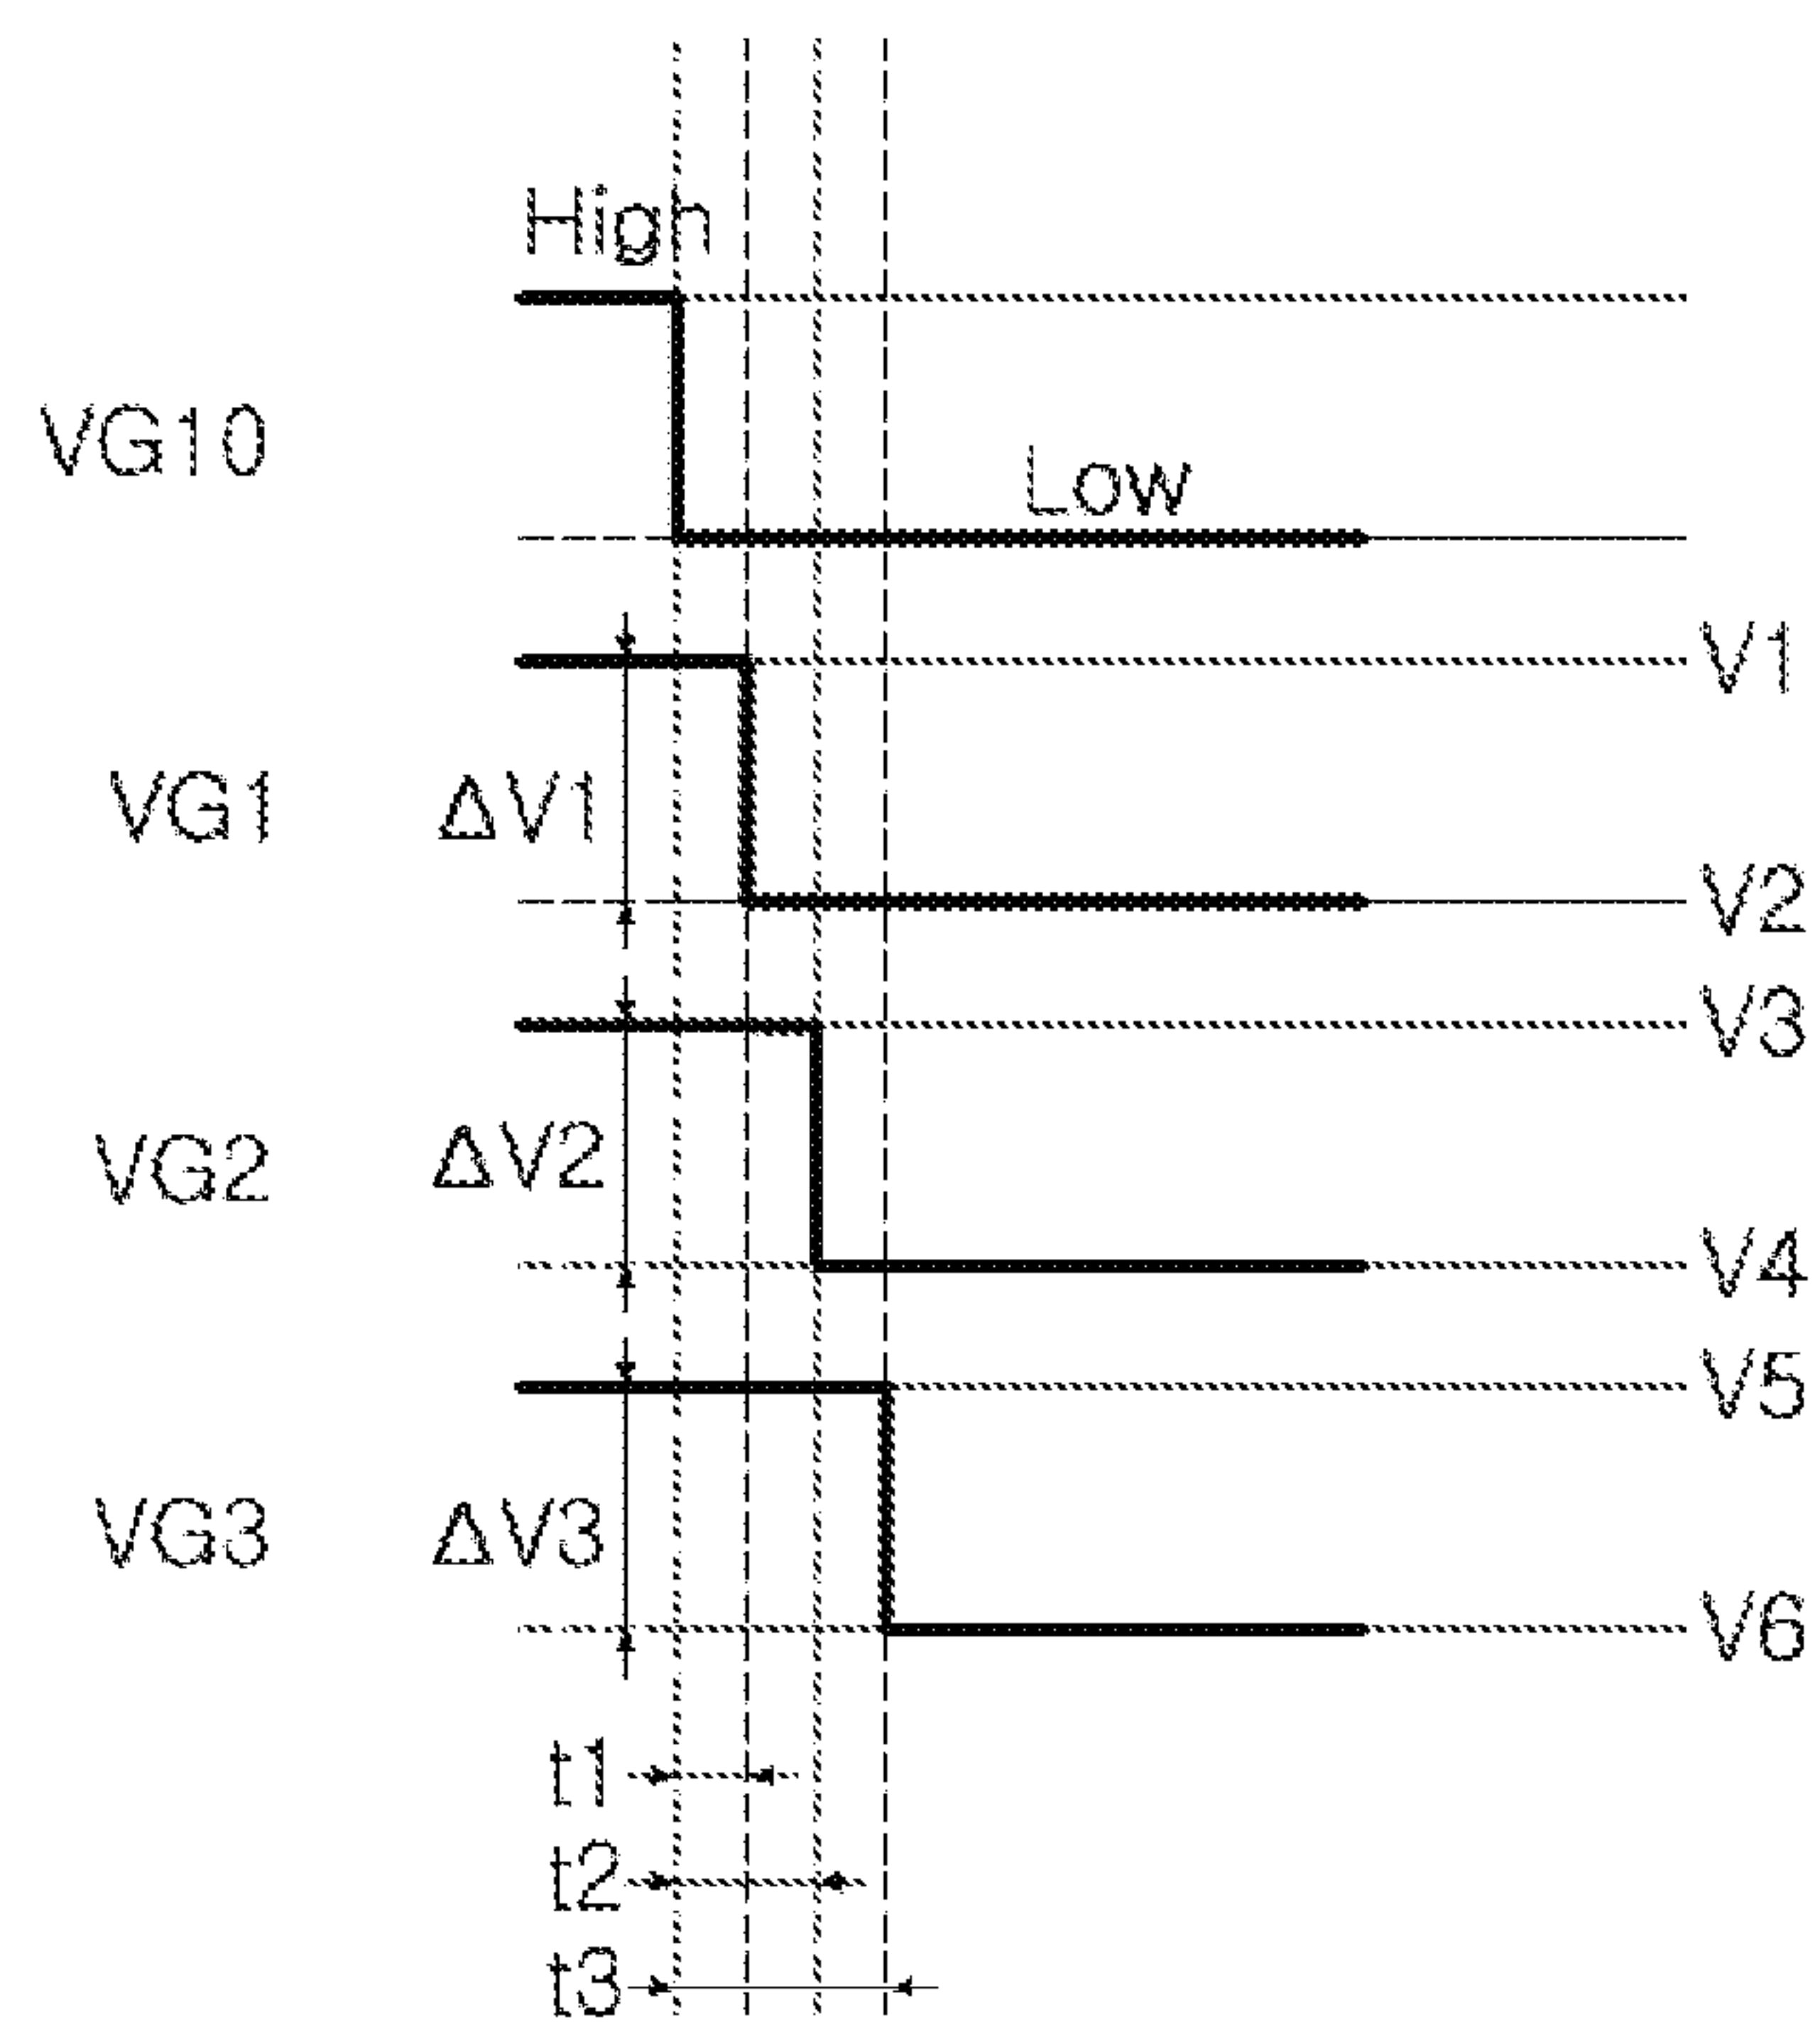 High
VG10
Low
V1
VG1 ΔV1
V2
V3
VG2 ΔV2
V4
V5
VG3 ΔV3
V6
t1
t2
t3